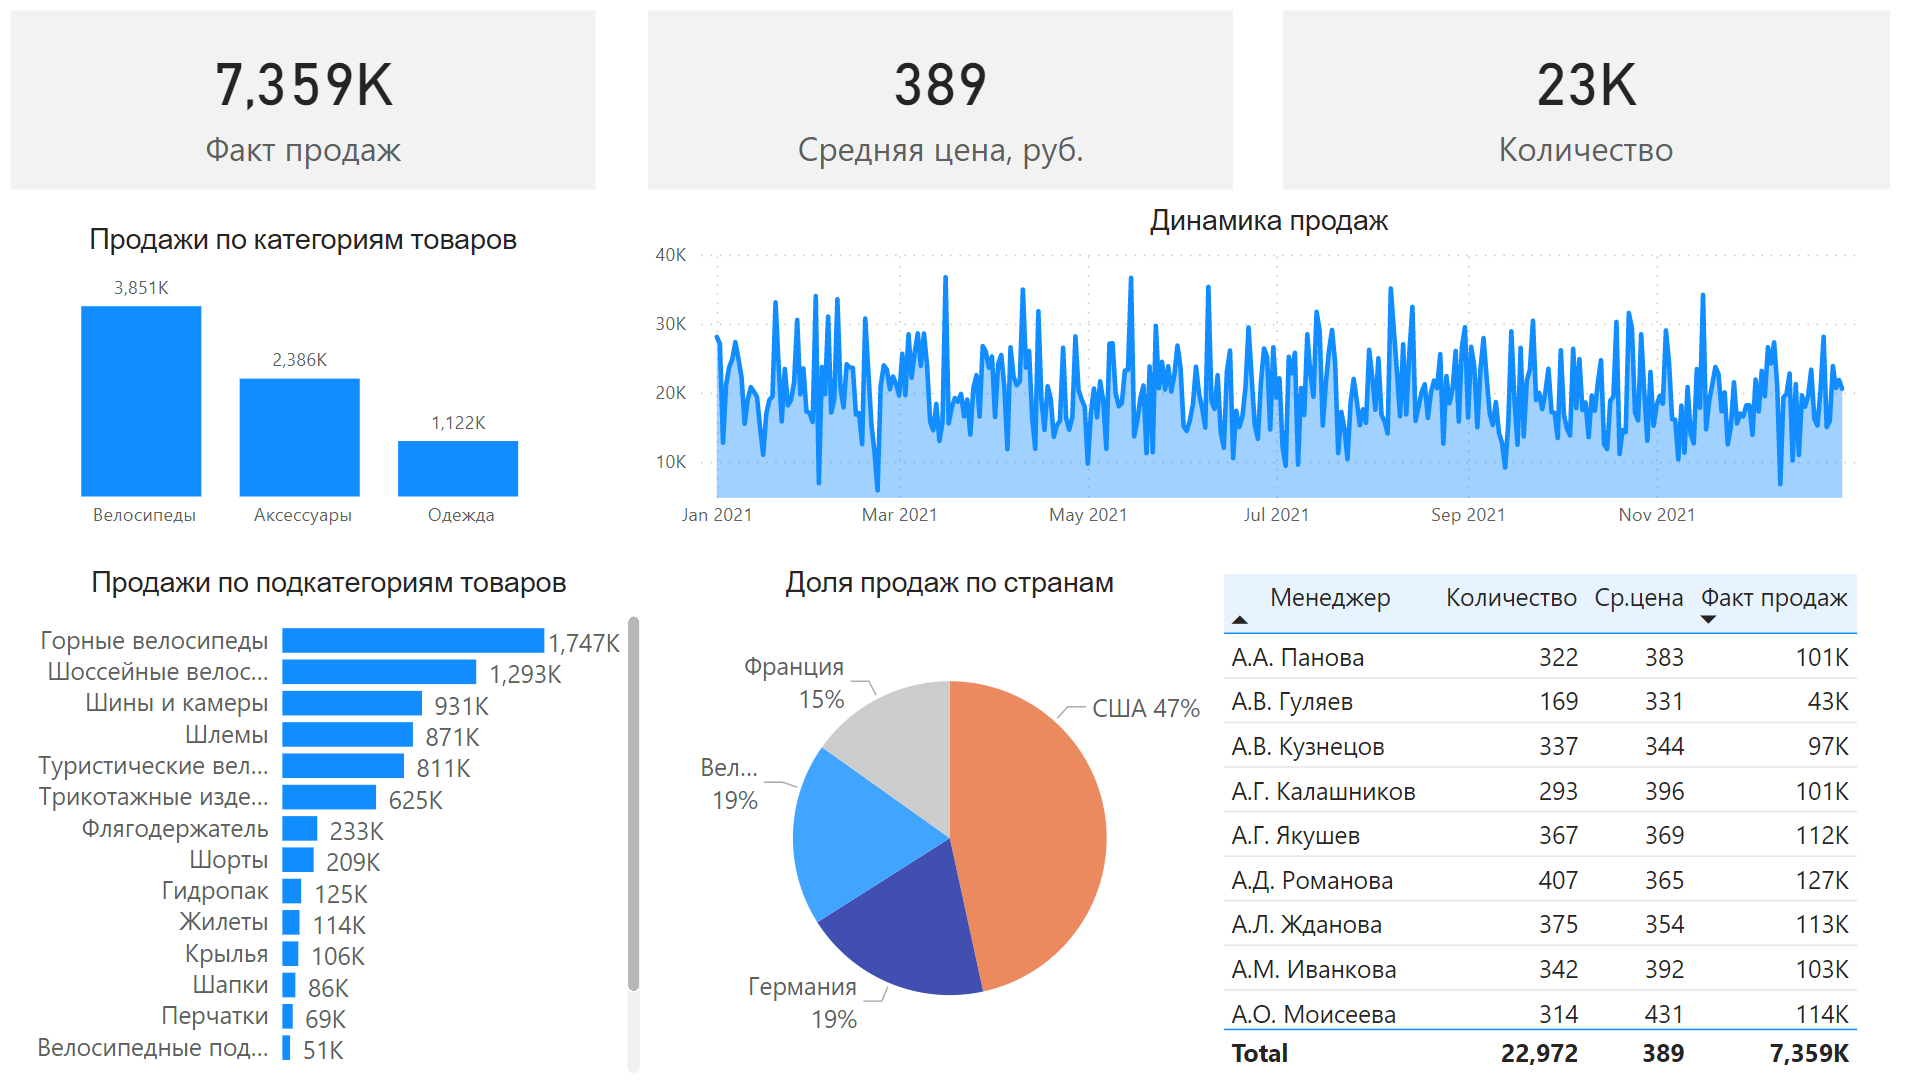 7,359K
Факт продаж
389
Средняя цена, руб.
23K
Количество
Продажи по категориям товаров
3,851K
2,386K
1,122K
Велосипеды Аксессуары Одежда
Динамика продаж
40K
30K
20K
10K
Jan 2021 Mar 2021 May 2021 Jul 2021 Sep 2021 Nov 2021
Продажи по подкатегориям товаров
Горные велосипеды 1,747K
Шоссейные велос... 1,293K
Шины и камеры 931K
Шлемы 871K
Туристические вел... 811K
Трикотажные изде... 625K
Флягодержатель 233K
Шорты 209K
Гидропак 125K
Жилеты 114K
Крылья 106K
Шапки 86K
Перчатки 69K
Велосипедные под... 51K
Доля продаж по странам
Франция
15%
США 47%
Вел...
19%
Германия
19%
Менеджер Количество Ср.цена Факт продаж
А.А. Панова 322 383 101K
А.В. Гуляев 169 331 43K
А.В. Кузнецов 337 344 97K
А.Г. Калашников 293 396 101K
А.Г. Якушев 367 369 112K
А.Д. Романова 407 365 127K
А.Л. Жданова 375 354 113K
А.М. Иванкова 342 392 103K
А.О. Моисеева 314 431 114K
Total 22,972 389 7,359K